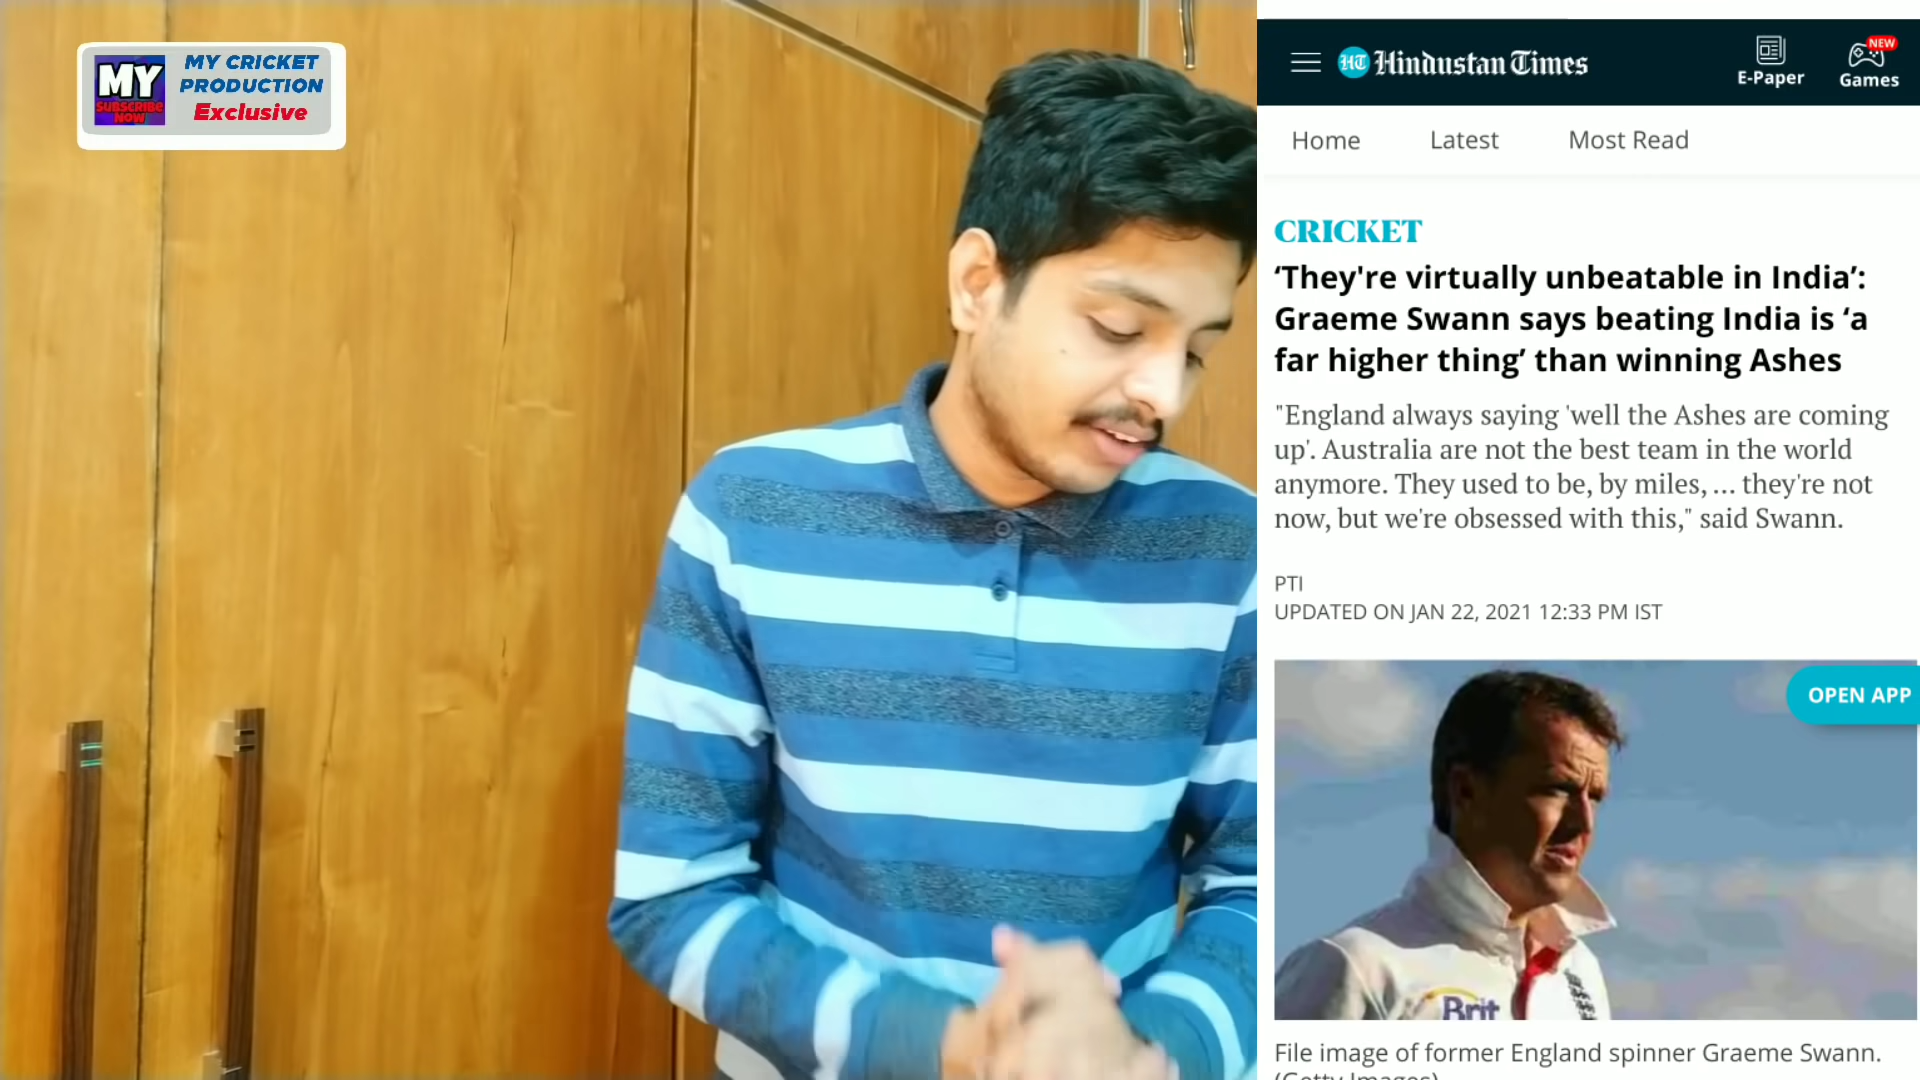 MY
SUBSCRIBE
NOW
MY CRICKET
PRODUCTION
Exclusive
HT Hindustan Times
E-Paper
NEW
Games
Home Latest Most Read
CRICKET
‘They're virtually unbeatable in India’:
Graeme Swann says beating India is ‘a
far higher thing’ than winning Ashes
"England always saying 'well the Ashes are coming
up'. Australia are not the best team in the world
anymore. They used to be, by miles, ... they're not
now, but we're obsessed with this," said Swann.
PTI
UPDATED ON JAN 22, 2021 12:33 PM IST
OPEN APP
Brit
File image of former England spinner Graeme Swann.
(Getty Images)